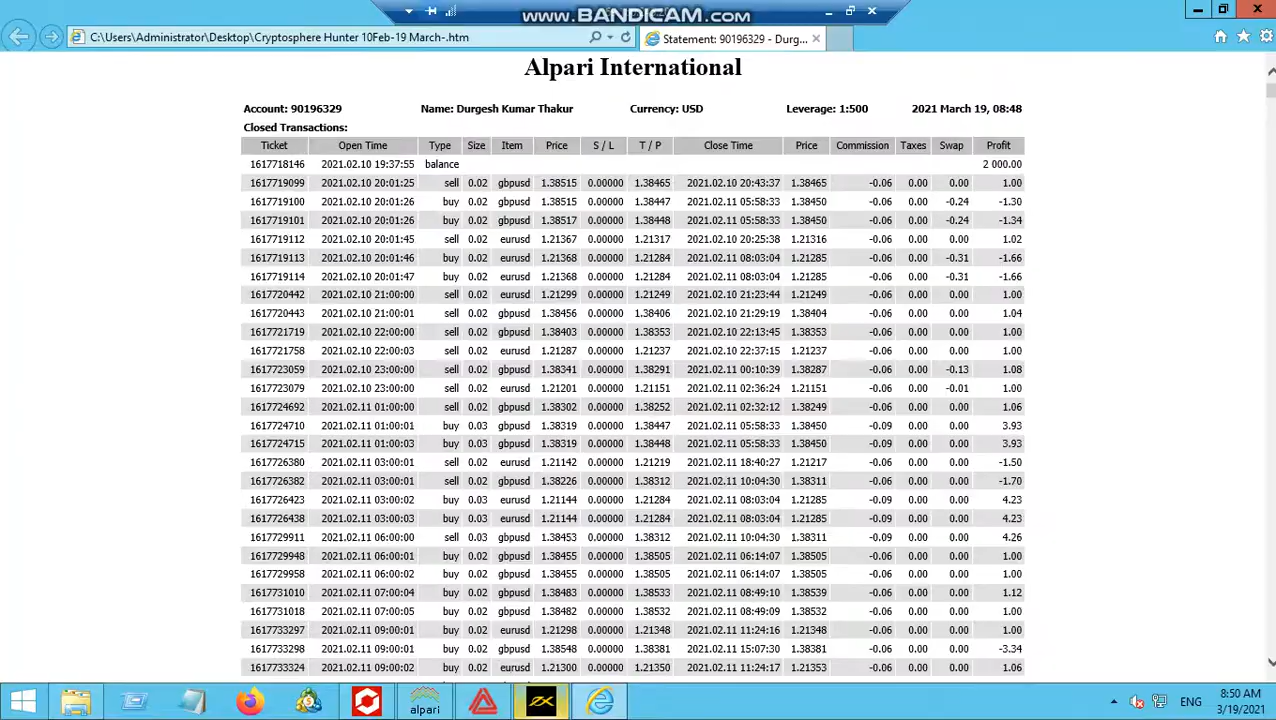 www.BANDICAM.com
C:\Users\Administrator\Desktop\Cryptosphere Hunter 10Feb-19 March-.htm
Statement: 90196329 - Durg...
Alpari International
Account: 90196329 Name: Durgesh Kumar Thakur Currency: USD Leverage: 1:500 2021 March 19, 08:48
Closed Transactions:
Ticket Open Time Type Size Item Price S / L T / P Close Time Price Commission Taxes Swap Profit
1617718146 2021.02.10 19:37:55 balance 2 000.00
1617719099 2021.02.10 20:01:25 sell 0.02 gbpusd 1.38515 0.00000 1.38465 2021.02.10 20:43:37 1.38465 -0.06 0.00 0.00 1.00
1617719100 2021.02.10 20:01:26 buy 0.02 gbpusd 1.38515 0.00000 1.38447 2021.02.11 05:58:33 1.38450 -0.06 0.00 -0.24 -1.30
1617719101 2021.02.10 20:01:26 buy 0.02 gbpusd 1.38517 0.00000 1.38448 2021.02.11 05:58:33 1.38450 -0.06 0.00 -0.24 -1.34
1617719112 2021.02.10 20:01:45 sell 0.02 eurusd 1.21367 0.00000 1.21317 2021.02.10 20:25:38 1.21316 -0.06 0.00 0.00 1.02
1617719113 2021.02.10 20:01:46 buy 0.02 eurusd 1.21368 0.00000 1.21284 2021.02.11 08:03:04 1.21285 -0.06 0.00 -0.31 -1.66
1617719114 2021.02.10 20:01:47 buy 0.02 eurusd 1.21368 0.00000 1.21284 2021.02.11 08:03:04 1.21285 -0.06 0.00 -0.31 -1.66
1617720442 2021.02.10 21:00:00 sell 0.02 eurusd 1.21299 0.00000 1.21249 2021.02.10 21:23:44 1.21249 -0.06 0.00 0.00 1.00
1617720443 2021.02.10 21:00:01 sell 0.02 gbpusd 1.38456 0.00000 1.38406 2021.02.10 21:29:19 1.38404 -0.06 0.00 0.00 1.04
1617721719 2021.02.10 22:00:00 sell 0.02 gbpusd 1.38403 0.00000 1.38353 2021.02.10 22:13:45 1.38353 -0.06 0.00 0.00 1.00
1617721758 2021.02.10 22:00:03 sell 0.02 eurusd 1.21287 0.00000 1.21237 2021.02.10 22:37:15 1.21237 -0.06 0.00 0.00 1.00
1617723059 2021.02.10 23:00:00 sell 0.02 gbpusd 1.38341 0.00000 1.38291 2021.02.11 00:10:39 1.38287 -0.06 0.00 -0.13 1.08
1617723079 2021.02.10 23:00:00 sell 0.02 eurusd 1.21201 0.00000 1.21151 2021.02.11 02:36:24 1.21151 -0.06 0.00 -0.01 1.00
1617724692 2021.02.11 01:00:00 sell 0.02 gbpusd 1.38302 0.00000 1.38252 2021.02.11 02:32:12 1.38249 -0.06 0.00 0.00 1.06
1617724710 2021.02.11 01:00:01 buy 0.03 gbpusd 1.38319 0.00000 1.38447 2021.02.11 05:58:33 1.38450 -0.09 0.00 0.00 3.93
1617724715 2021.02.11 01:00:03 buy 0.03 gbpusd 1.38319 0.00000 1.38448 2021.02.11 05:58:33 1.38450 -0.09 0.00 0.00 3.93
1617726380 2021.02.11 03:00:01 sell 0.02 eurusd 1.21142 0.00000 1.21219 2021.02.11 18:40:27 1.21217 -0.06 0.00 0.00 -1.50
1617726382 2021.02.11 03:00:01 sell 0.02 gbpusd 1.38226 0.00000 1.38312 2021.02.11 10:04:30 1.38311 -0.06 0.00 0.00 -1.70
1617726423 2021.02.11 03:00:02 buy 0.03 eurusd 1.21144 0.00000 1.21284 2021.02.11 08:03:04 1.21285 -0.09 0.00 0.00 4.23
1617726438 2021.02.11 03:00:03 buy 0.03 eurusd 1.21144 0.00000 1.21284 2021.02.11 08:03:04 1.21285 -0.09 0.00 0.00 4.23
1617729911 2021.02.11 06:00:00 sell 0.03 gbpusd 1.38453 0.00000 1.38312 2021.02.11 10:04:30 1.38311 -0.09 0.00 0.00 4.26
1617729948 2021.02.11 06:00:01 buy 0.02 gbpusd 1.38455 0.00000 1.38505 2021.02.11 06:14:07 1.38505 -0.06 0.00 0.00 1.00
1617729958 2021.02.11 06:00:02 buy 0.02 gbpusd 1.38455 0.00000 1.38505 2021.02.11 06:14:07 1.38505 -0.06 0.00 0.00 1.00
1617731010 2021.02.11 07:00:04 buy 0.02 gbpusd 1.38483 0.00000 1.38533 2021.02.11 08:49:10 1.38539 -0.06 0.00 0.00 1.12
1617731018 2021.02.11 07:00:05 buy 0.02 gbpusd 1.38482 0.00000 1.38532 2021.02.11 08:49:09 1.38532 -0.06 0.00 0.00 1.00
1617733297 2021.02.11 09:00:01 buy 0.02 eurusd 1.21298 0.00000 1.21348 2021.02.11 11:24:16 1.21348 -0.06 0.00 0.00 1.00
1617733298 2021.02.11 09:00:01 buy 0.02 gbpusd 1.38548 0.00000 1.38381 2021.02.11 15:07:30 1.38381 -0.06 0.00 0.00 -3.34
1617733324 2021.02.11 09:00:02 buy 0.02 eurusd 1.21300 0.00000 1.21350 2021.02.11 11:24:17 1.21353 -0.06 0.00 0.00 1.06
alpari
ENG
8:50 AM
3/19/2021